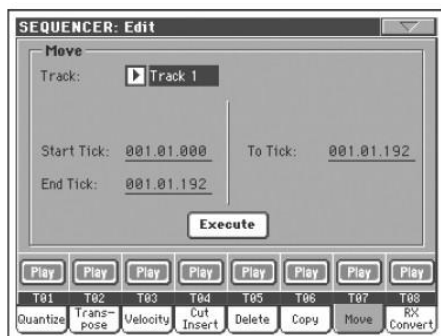 SEQUENCER: Edit
Move
Track: Track 1
Start Tick: 001.01.000 To Tick: 001.01.192
End Tick: 001.01.192
Execute
Play Play Play Play Play Play Play Play
T01 T02 T03 T04 T05 T06 T07 T08
Quantize Trans-pose Velocity Cut Insert Delete Copy Move RX Convert